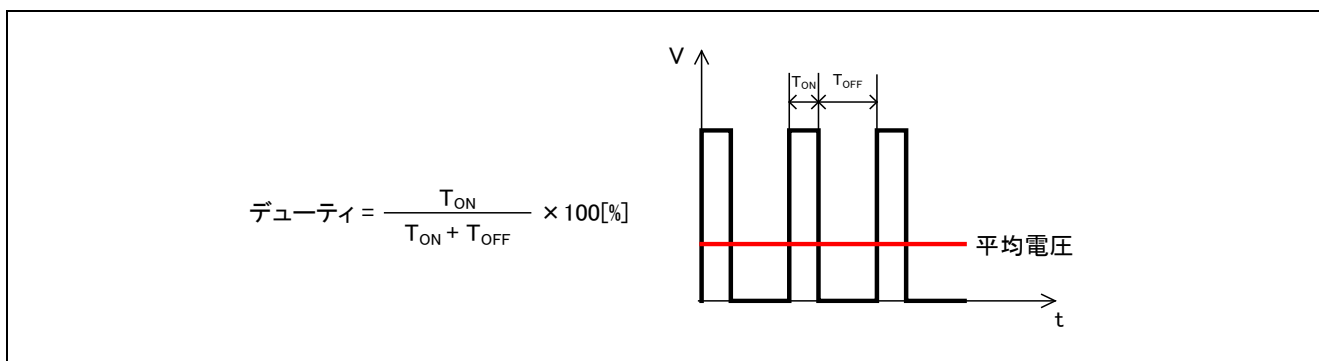 デューティ = T_ON / (T_ON + T_OFF) ×100[%]
V
T_ON
T_OFF
平均電圧
t